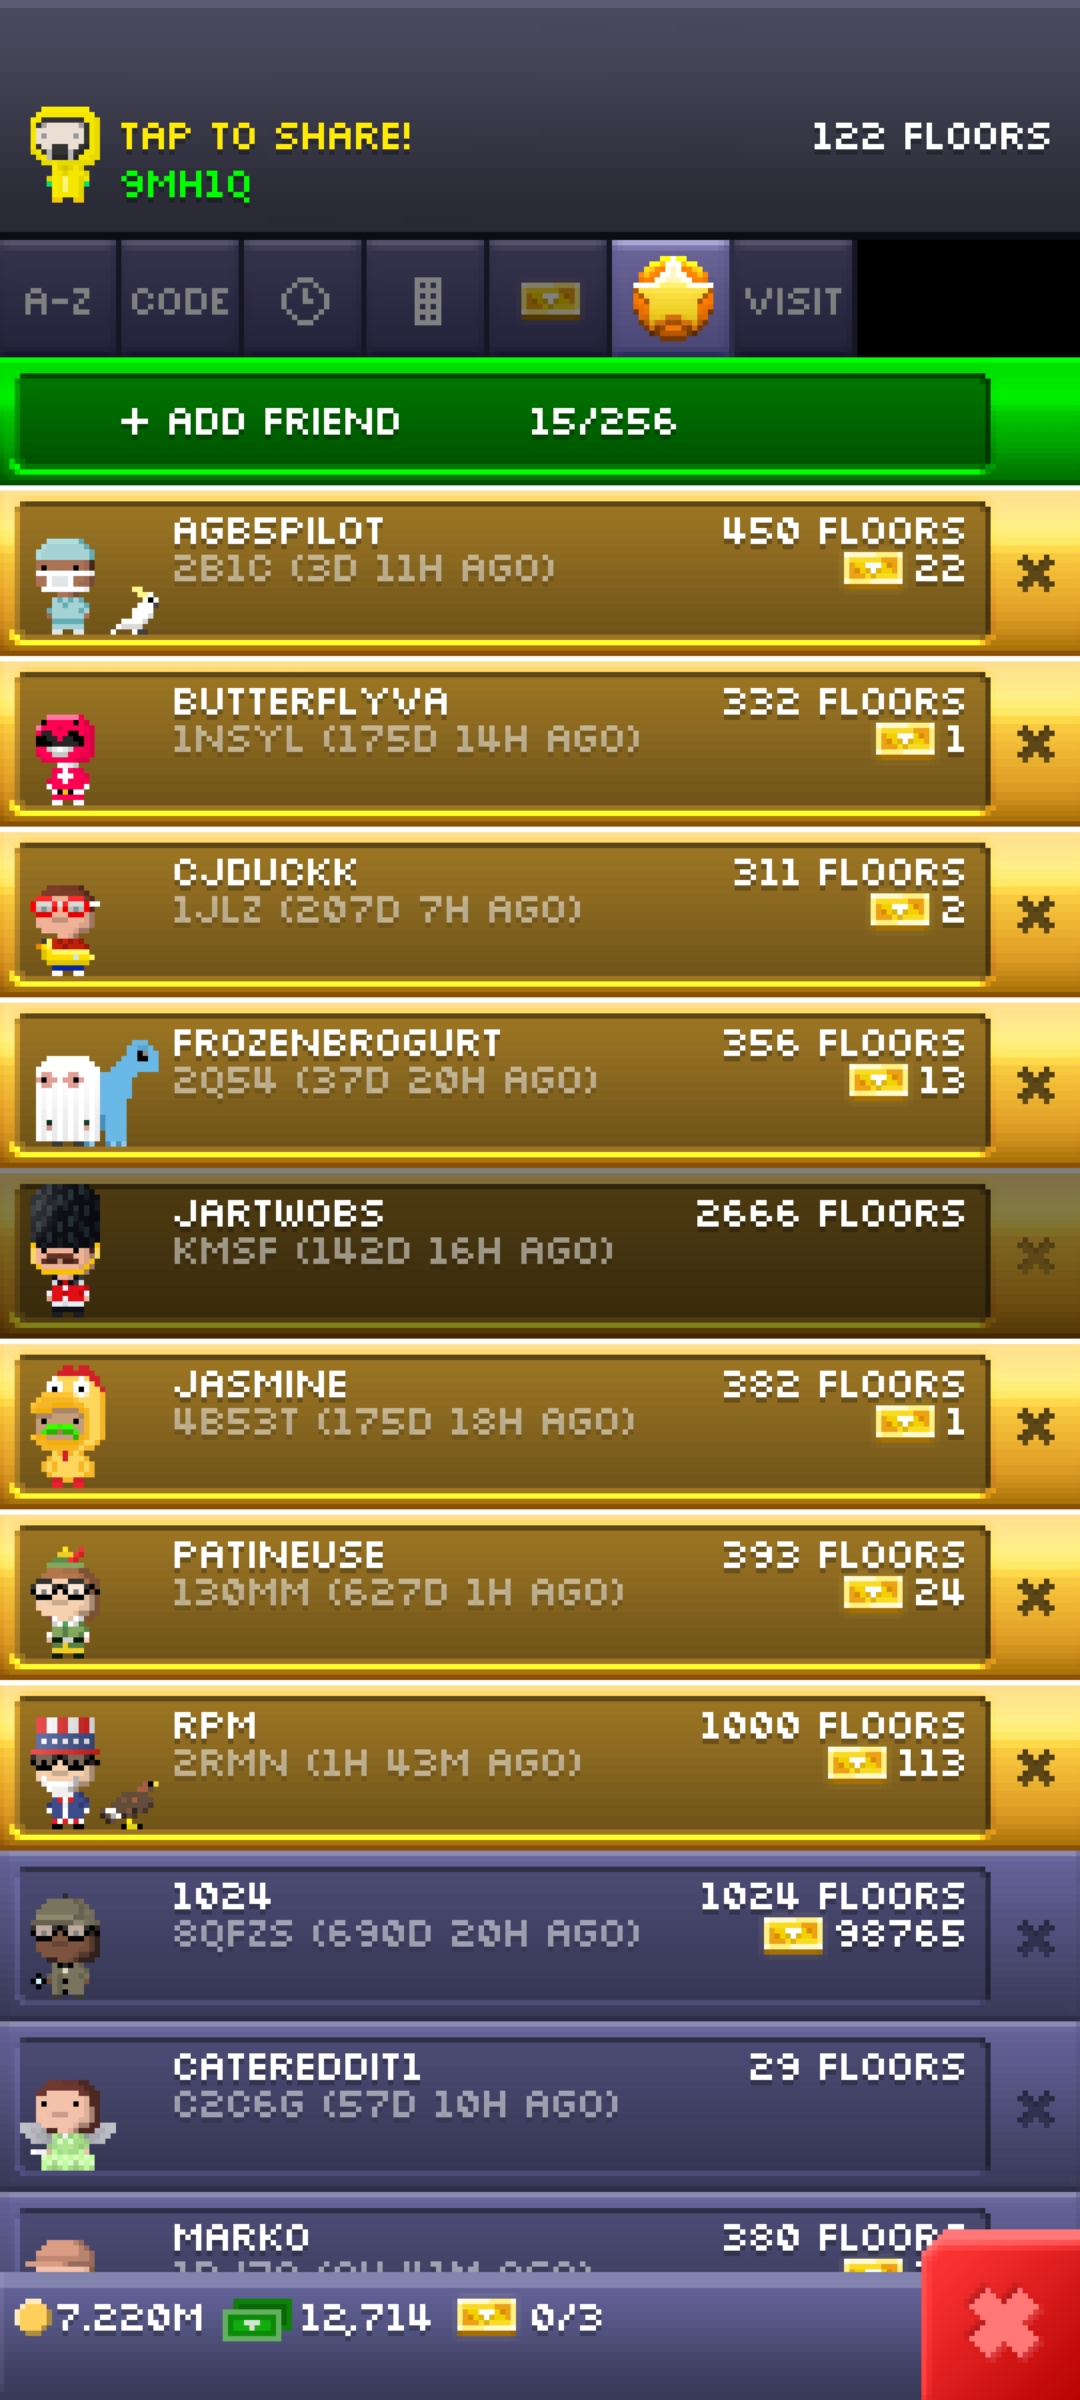 TAP TO SHARE! 122 FLOORS
9MH1Q
A-Z CODE VISIT
+ ADD FRIEND 15/256
AGB5PILOT 450 FLOORS
2B1C (3D 11H AGO) 22
BUTTERFLYVA 332 FLOORS
1NSYL (175D 14H AGO) 1
CJDUCKK 311 FLOORS
1JLZ (207D 7H AGO) 2
FROZENBROGURT 356 FLOORS
2Q54 (37D 20H AGO) 13
JARTWOBS 2666 FLOORS
KMSF (142D 16H AGO)
JASMINE 382 FLOORS
4B53T (175D 18H AGO) 1
PATINEUSE 393 FLOORS
130MM (627D 1H AGO) 24
RPM 1000 FLOORS
2RMN (1H 43M AGO) 113
1024 1024 FLOORS
8QFZS (690D 20H AGO) 98765
CATEREDDIT1 29 FLOORS
C2C6G (57D 10H AGO)
MARKO 380 FLOORS
7.220M 12,714 0/3